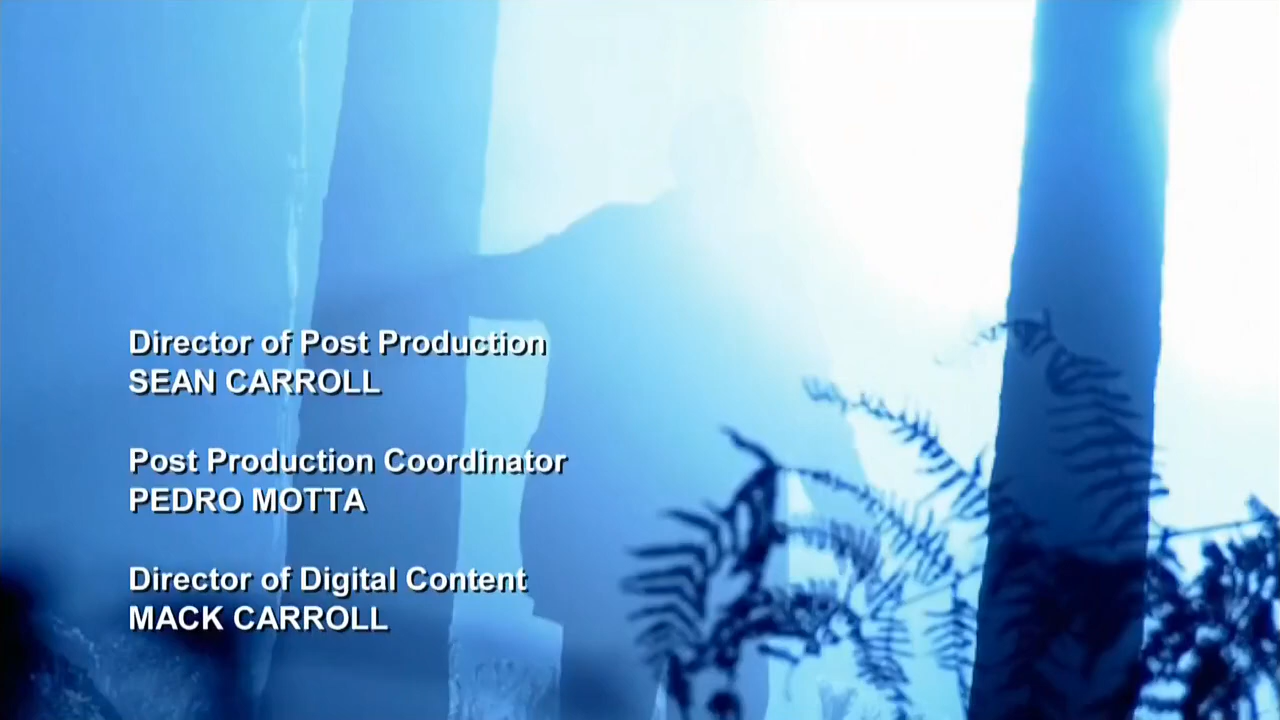 Director of Post Production
SEAN CARROLL
Post Production Coordinator
PEDRO MOTTA
Director of Digital Content
MACK CARROLL